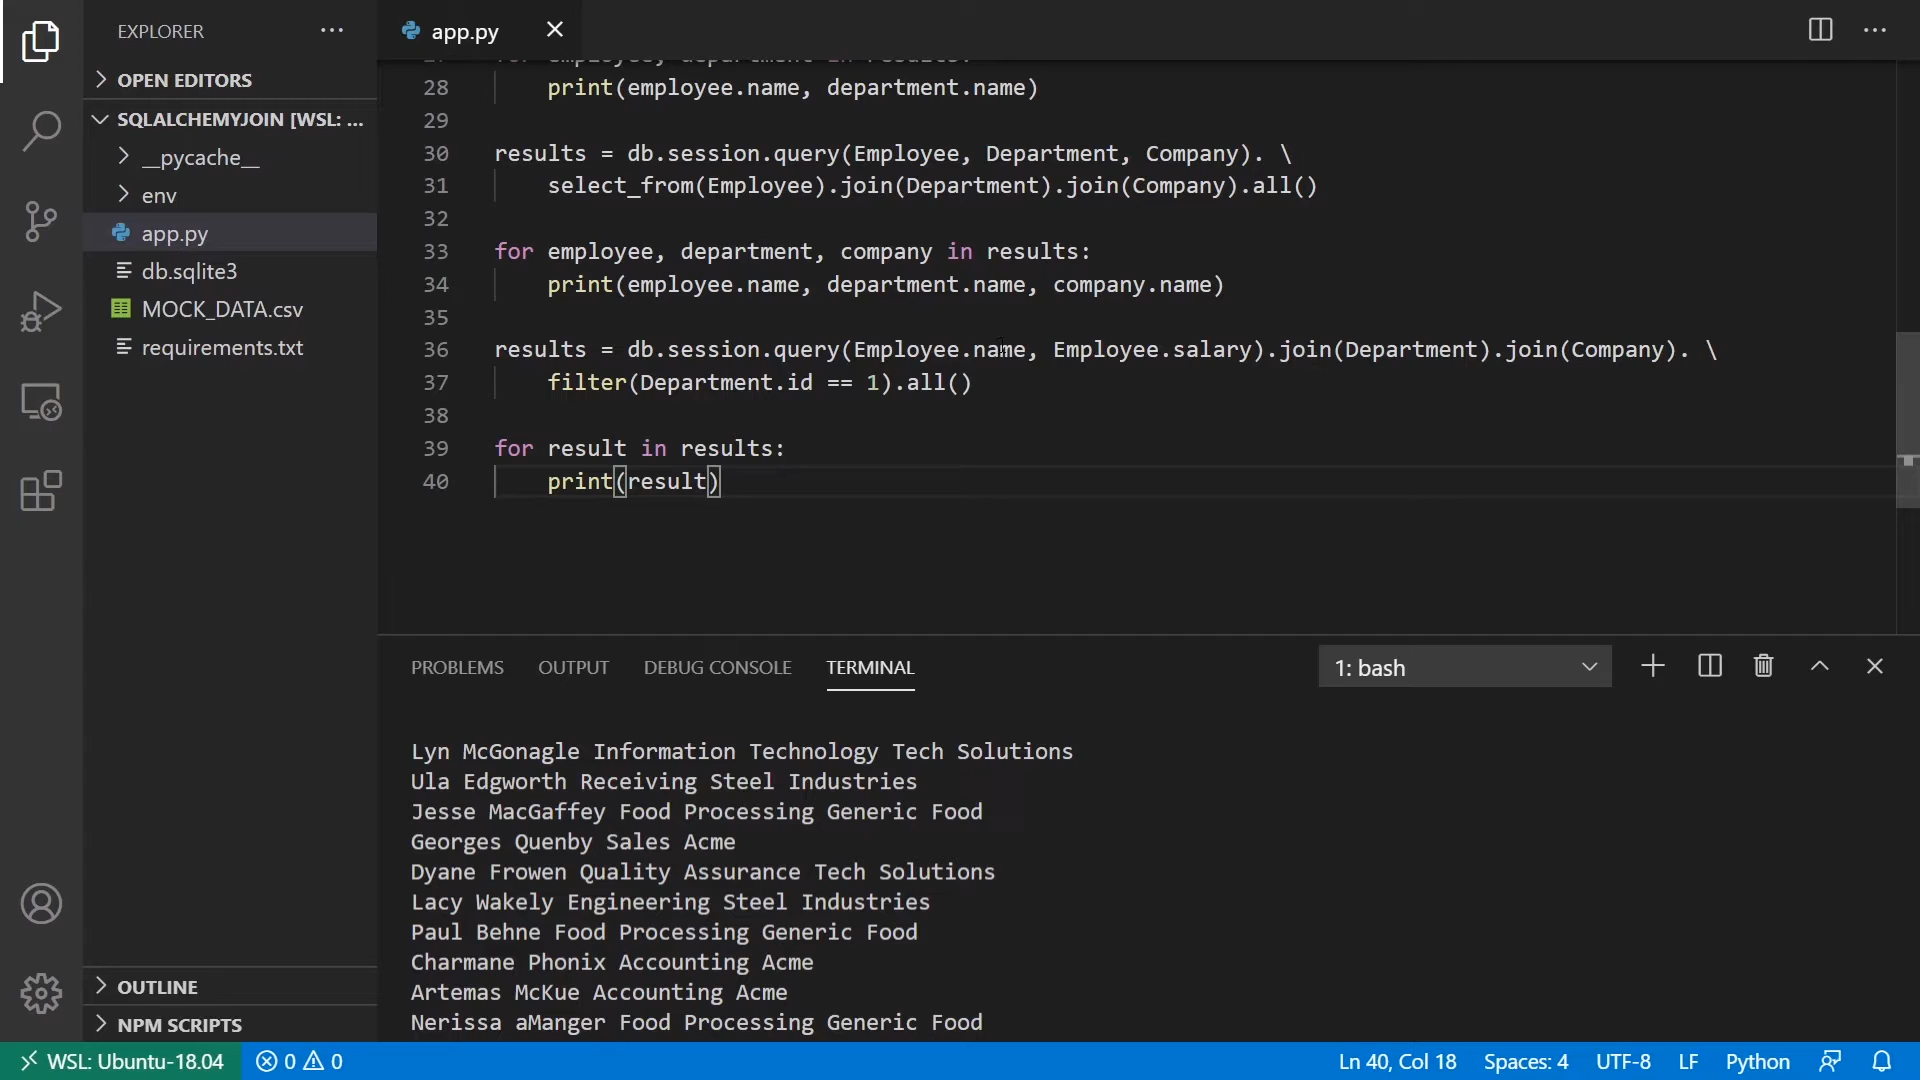 EXPLORER
OPEN EDITORS
SQLALCHEMYJOIN [WSL: ...
__pycache__
env
app.py
db.sqlite3
MOCK_DATA.csv
requirements.txt
OUTLINE
NPM SCRIPTS
app.py
for employee, department in results:
28 print(employee.name, department.name)
29
30 results = db.session.query(Employee, Department, Company). \
31 select_from(Employee).join(Department).join(Company).all()
32
33 for employee, department, company in results:
34 print(employee.name, department.name, company.name)
35
36 results = db.session.query(Employee.name, Employee.salary).join(Department).join(Company). \
37 filter(Department.id == 1).all()
38
39 for result in results:
40 print(result)
PROBLEMS OUTPUT DEBUG CONSOLE TERMINAL 1: bash
Lyn McGonagle Information Technology Tech Solutions
Ula Edgworth Receiving Steel Industries
Jesse MacGaffey Food Processing Generic Food
Georges Quenby Sales Acme
Dyane Frowen Quality Assurance Tech Solutions
Lacy Wakely Engineering Steel Industries
Paul Behne Food Processing Generic Food
Charmane Phonix Accounting Acme
Artemas McKue Accounting Acme
Nerissa aManger Food Processing Generic Food
WSL: Ubuntu-18.04 0 0 Ln 40, Col 18 Spaces: 4 UTF-8 LF Python